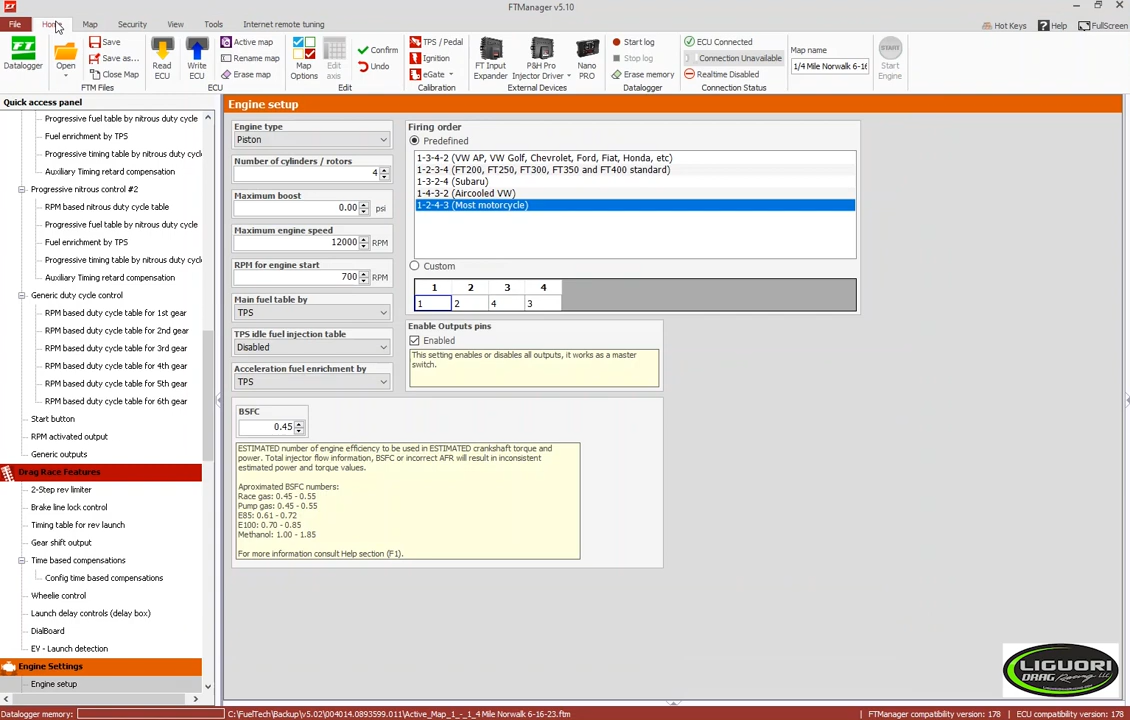 FTManager v5.10
File Home Map Security View Tools Internet remote tuning
Hot Keys Help FullScreen
Datalogger
Open
Save
Save as...
Close Map
FTM Files
Read ECU
Write ECU
Active map
Rename map
Erase map
ECU
Map Options
Edit axis
Confirm
Undo
Edit
TPS / Pedal
Ignition
eGate
Calibration
FT Input Expander
P&H Pro Injector Driver
Nano PRO
External Devices
Start log
Stop log
Erase memory
Datalogger
ECU Connected
Connection Unavailable
Realtime Disabled
Connection Status
Map name
1/4 Mile Norwalk 6-16
START
Start Engine
Quick access panel
Progressive fuel table by nitrous duty cycle
Fuel enrichment by TPS
Progressive timing table by nitrous duty cycl
Auxiliary Timing retard compensation
Progressive nitrous control #2
RPM based nitrous duty cycle table
Progressive fuel table by nitrous duty cycle
Fuel enrichment by TPS
Progressive timing table by nitrous duty cycl
Auxiliary Timing retard compensation
Generic duty cycle control
RPM based duty cycle table for 1st gear
RPM based duty cycle table for 2nd gear
RPM based duty cycle table for 3rd gear
RPM based duty cycle table for 4th gear
RPM based duty cycle table for 5th gear
RPM based duty cycle table for 6th gear
Start button
RPM activated output
Generic outputs
Drag Race Features
2-Step rev limiter
Brake line lock control
Timing table for rev launch
Gear shift output
Time based compensations
Config time based compensations
Wheelie control
Launch delay controls (delay box)
DialBoard
EV - Launch detection
Engine Settings
Engine setup
Engine setup
Engine type
Piston
Number of cylinders / rotors
4
Maximum boost
0.00 psi
Maximum engine speed
12000 RPM
RPM for engine start
700 RPM
Main fuel table by
TPS
TPS idle fuel injection table
Disabled
Acceleration fuel enrichment by
TPS
Firing order
Predefined
1-3-4-2 (VW AP, VW Golf, Chevrolet, Ford, Fiat, Honda, etc)
1-2-3-4 (FT200, FT250, FT300, FT350 and FT400 standard)
1-3-2-4 (Subaru)
1-4-3-2 (Aircooled VW)
1-2-4-3 (Most motorcycle)
Custom
1 2 3 4
1 2 4 3
Enable Outputs pins
Enabled
This setting enables or disables all outputs, it works as a master
switch.
BSFC
0.45
ESTIMATED number of engine efficiency to be used in ESTIMATED crankshaft torque and
power. Total injector flow information, BSFC or incorrect AFR will result in inconsistent
estimated power and torque values.
Aproximated BSFC numbers:
Race gas: 0.45 - 0.55
Pump gas: 0.45 - 0.55
E85: 0.61 - 0.72
E100: 0.70 - 0.85
Methanol: 1.00 - 1.85
For more information consult Help section (F1).
LIGUORI
DRAG Racing LLC
Datalogger memory: C:\FuelTech\Backup\v5.02\004014.0893599.011\Active_Map_1_-_1_4 Mile Norwalk 6-16-23.ftm FTManager compatibility version: 178 ECU compatibility version: 178